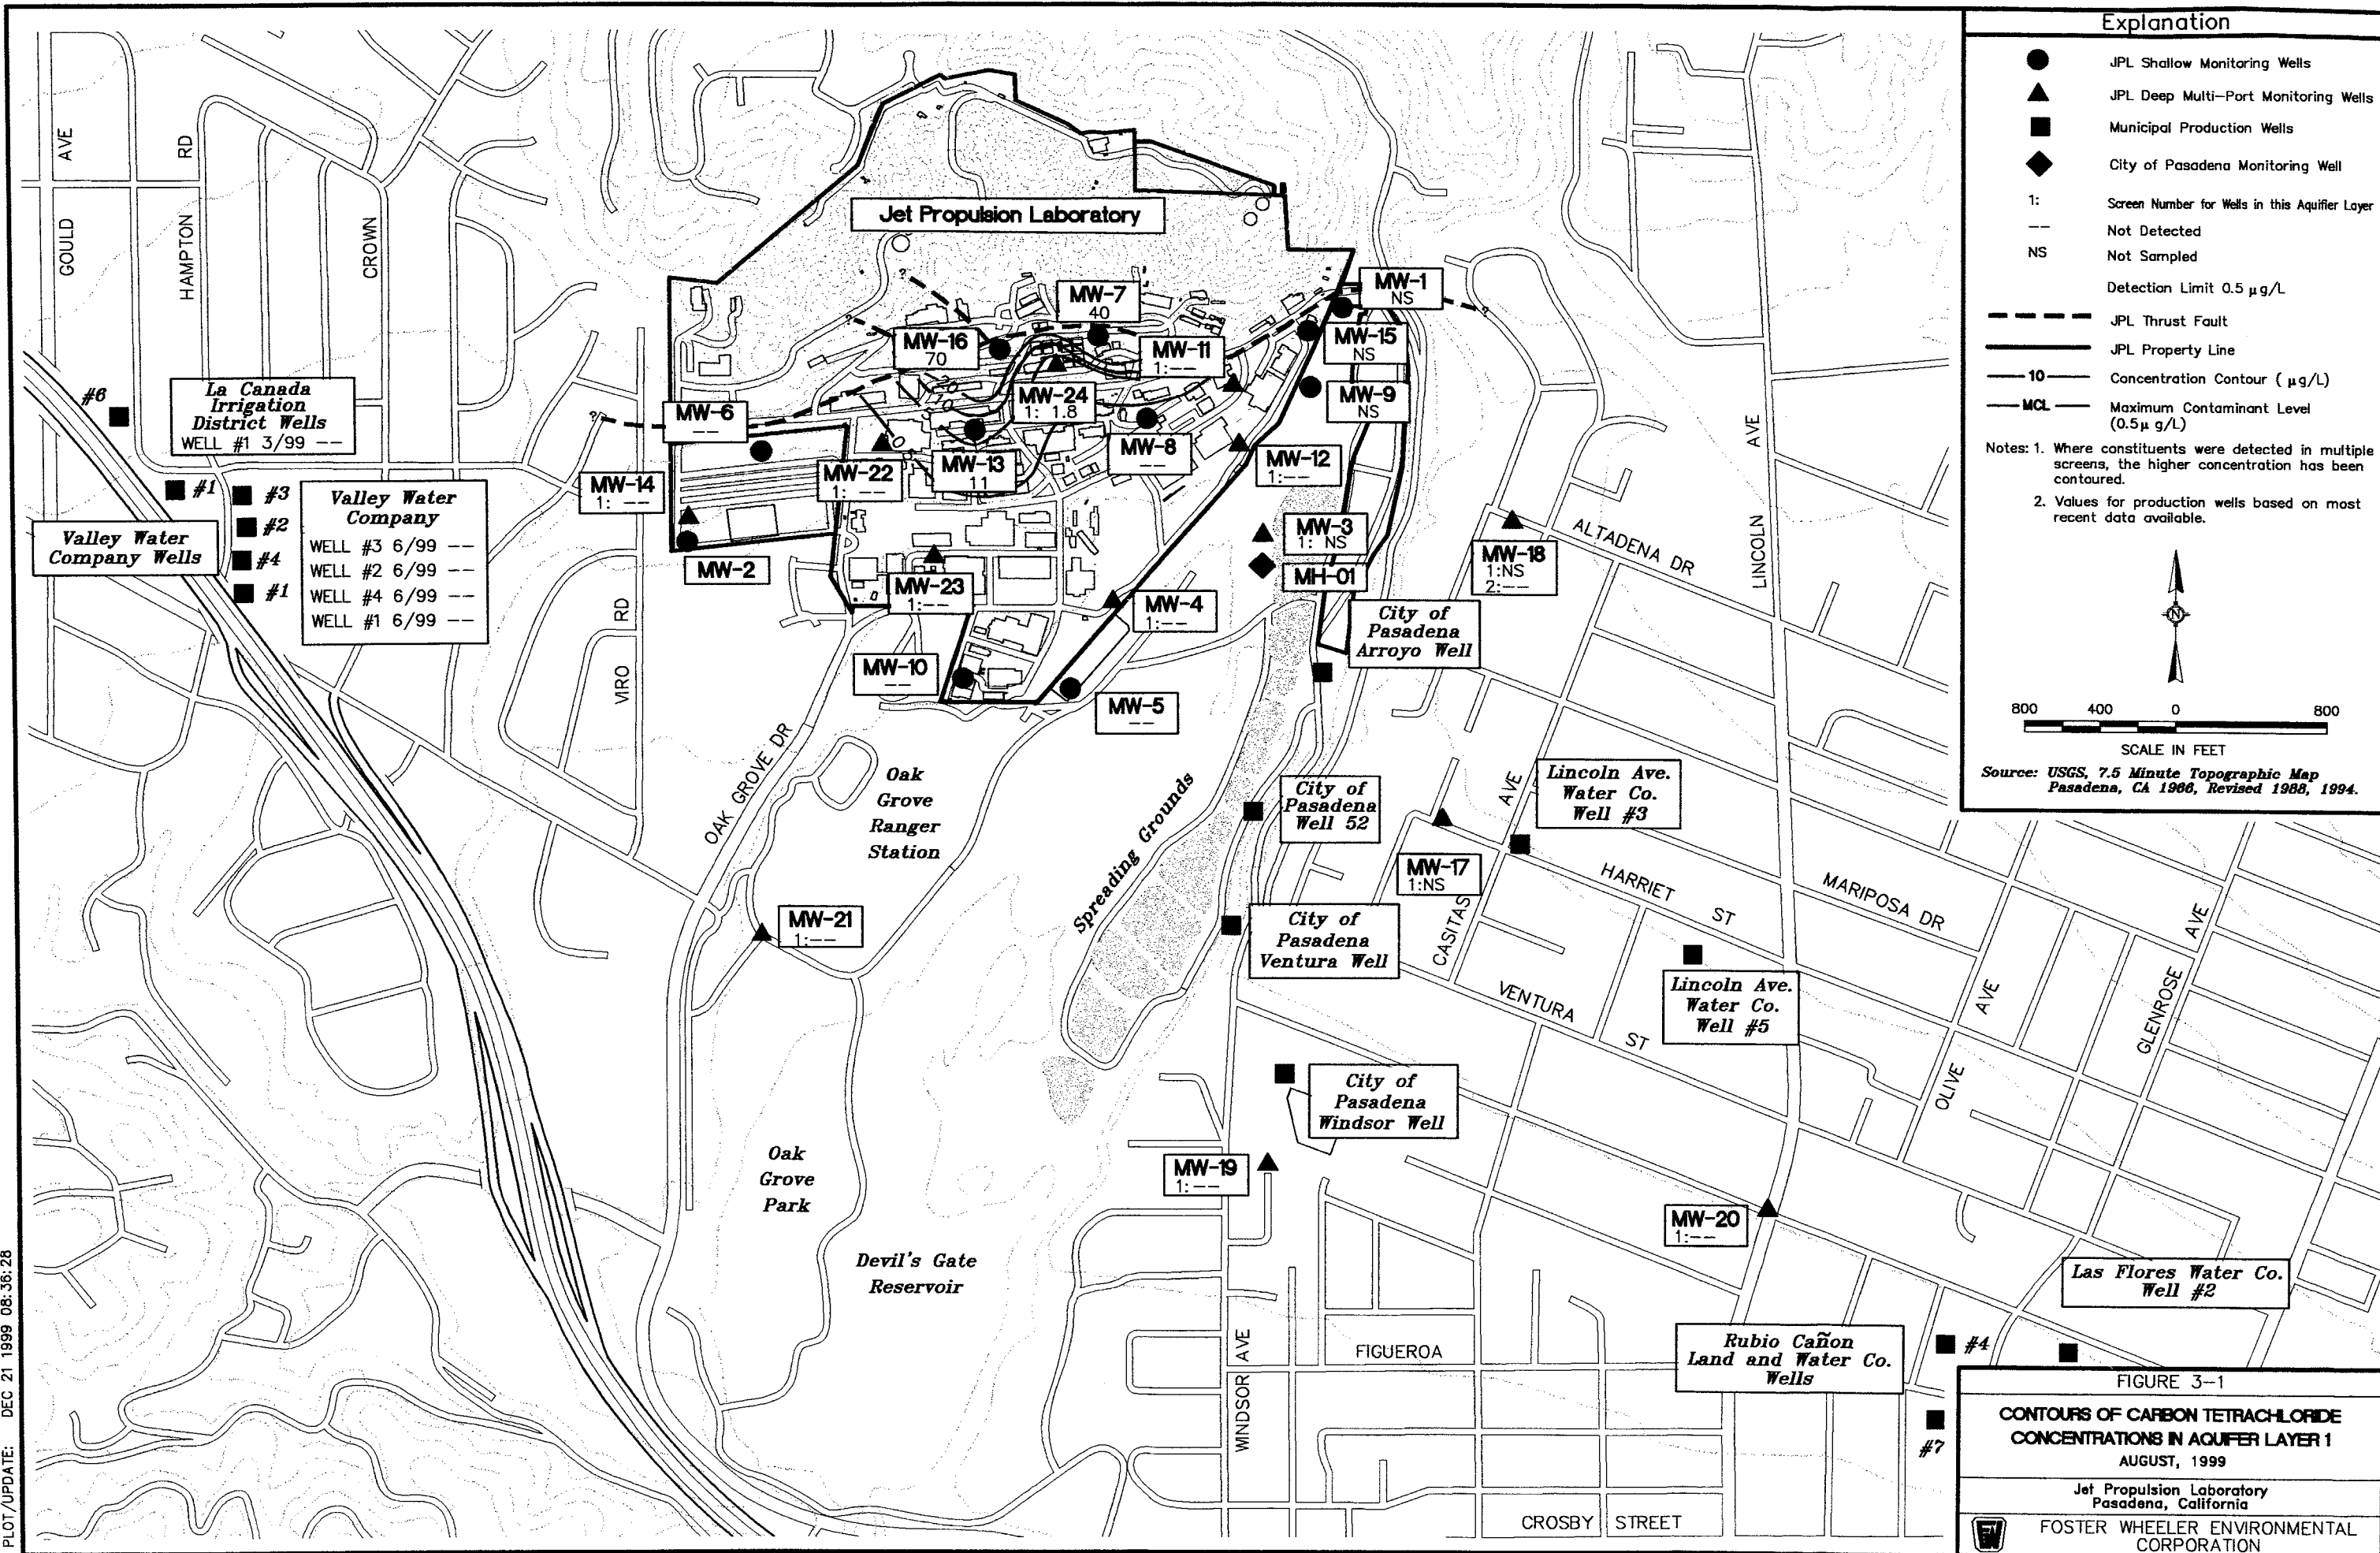 Explanation
JPL Shallow Monitoring Wells
JPL Deep Multi-Port Monitoring Wells
Municipal Production Wells
City of Pasadena Monitoring Well
1: Screen Number for Wells in this Aquifier Layer
-- Not Detected
NS Not Sampled
Detection Limit 0.5 µg/L
JPL Thrust Fault
JPL Property Line
10 Concentration Contour ( µg/L)
MCL Maximum Contaminant Level
(0.5µ g/L)
Notes: 1. Where constituents were detected in multiple
screens, the higher concentration has been
contoured.
2. Values for production wells based on most
recent data available.
N
800 400 0 800
SCALE IN FEET
Source: USGS, 7.5 Minute Topographic Map
Pasadena, CA 1966, Revised 1988, 1994.
GOULD AVE
HAMPTON RD
CROWN
Jet Propulsion Laboratory
MW-1
NS
MW-7
40
MW-16
70
MW-11
1:--
MW-15
NS
MW-9
NS
MW-24
1: 1.8
MW-6
--
MW-8
--
MW-12
1:--
MW-13
11
MW-22
1: --
MW-14
1: --
MW-2
MW-3
1: NS
MH-01
MW-18
1:NS
2:--
MW-23
1:--
MW-4
1:--
MW-10
--
MW-5
--
?
?
?
?
20
10
0
#6
La Canada
Irrigation
District Wells
WELL #1 3/99 --
#1
#3
#2
#4
#1
Valley Water
Company Wells
Valley Water
Company
WELL #3 6/99 --
WELL #2 6/99 --
WELL #4 6/99 --
WELL #1 6/99 --
VIRO RD
OAK GROVE DR
ALTADENA DR
LINCOLN AVE
City of
Pasadena
Arroyo Well
Oak
Grove
Ranger
Station
Spreading Grounds
City of
Pasadena
Well 52
Lincoln Ave.
Water Co.
Well #3
MW-17
1:NS
CASITAS AVE
HARRIET ST
MARIPOSA DR
MW-21
1:--
City of
Pasadena
Ventura Well
VENTURA ST
Lincoln Ave.
Water Co.
Well #5
OLIVE AVE
GLENROSE AVE
City of
Pasadena
Windsor Well
Oak
Grove
Park
MW-19
1:--
MW-20
1:--
Devil's Gate
Reservoir
WINDSOR AVE
FIGUEROA
CROSBY STREET
Las Flores Water Co.
Well #2
Rubio Cañon
Land and Water Co.
Wells
#4
#7
FIGURE 3-1
CONTOURS OF CARBON TETRACHLORIDE
CONCENTRATIONS IN AQUIFER LAYER 1
AUGUST, 1999
Jet Propulsion Laboratory
Pasadena, California
FOSTER WHEELER ENVIRONMENTAL
CORPORATION
PLOT/UPDATE: DEC 21 1999 08:36:28